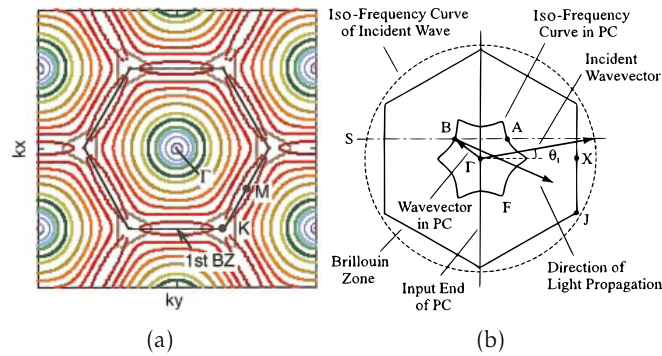 kx
Γ
M
K
1st BZ
ky
(a)
Iso-Frequency Curve
of Incident Wave
Iso-Frequency
Curve in PC
Incident
Wavevector
S
B
A
θi
Γ
X
Wavevector
in PC
F
J
Brillouin
Zone
Input End
of PC
Direction of
Light Propagation
(b)